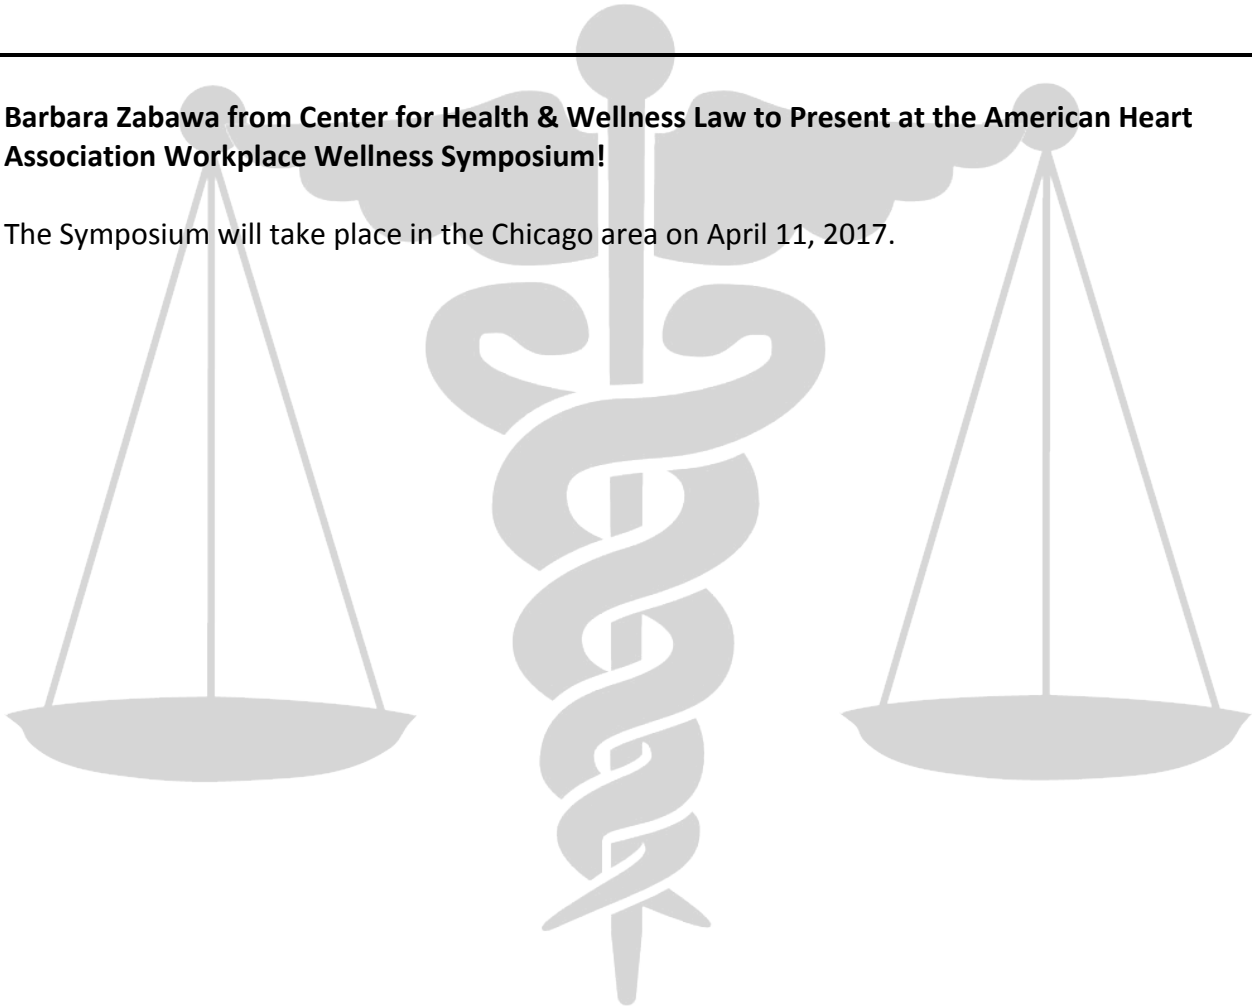 Barbara Zabawa from Center for Health & Wellness Law to Present at the American Heart
Association Workplace Wellness Symposium!
The Symposium will take place in the Chicago area on April 11, 2017.